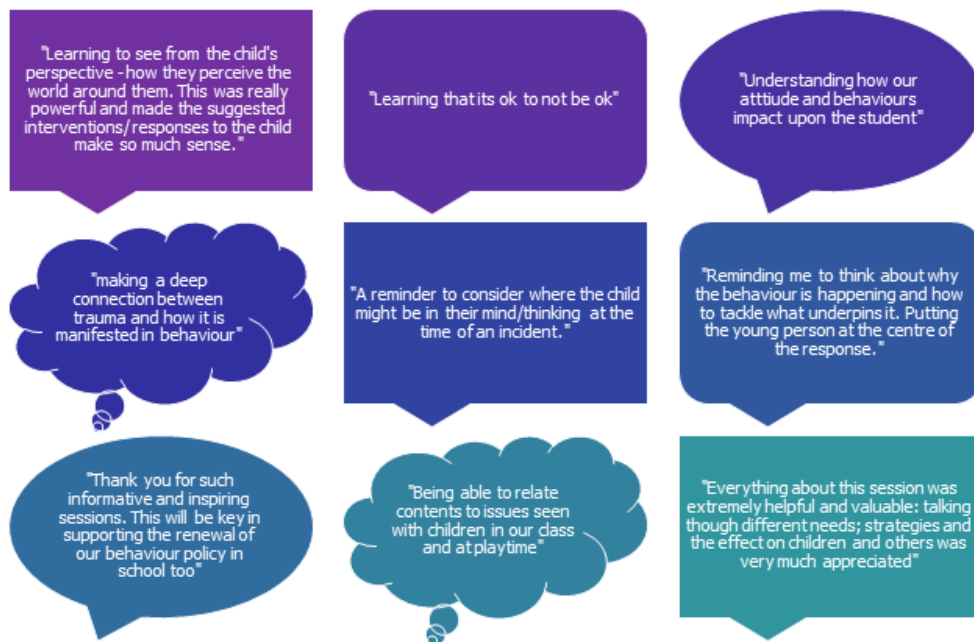 "Learning to see from the child's
perspective - how they perceive the
world around them. This was really
powerful and made the suggested
interventions/responses to the child
make so much sense."
"Learning that its ok to not be ok"
"Understanding how our
atttiude and behaviours
impact upon the student"
"making a deep
connection between
trauma and how it is
manifested in behaviour"
"A reminder to consider where the child
might be in their mind/thinking at the
time of an incident."
"Reminding me to think about why
the behaviour is happening and how
to tackle what underpins it. Putting
the young person at the centre of
the response."
"Thank you for such
informative and inspiring
sessions. This will be key in
supporting the renewal of
our behaviour policy in
school too"
"Being able to relate
contents to issues seen
with children in our class
and at playtime"
"Everything about this session was
extremely helpful and valuable: talking
though different needs; strategies and
the effect on children and others was
very much appreciated"